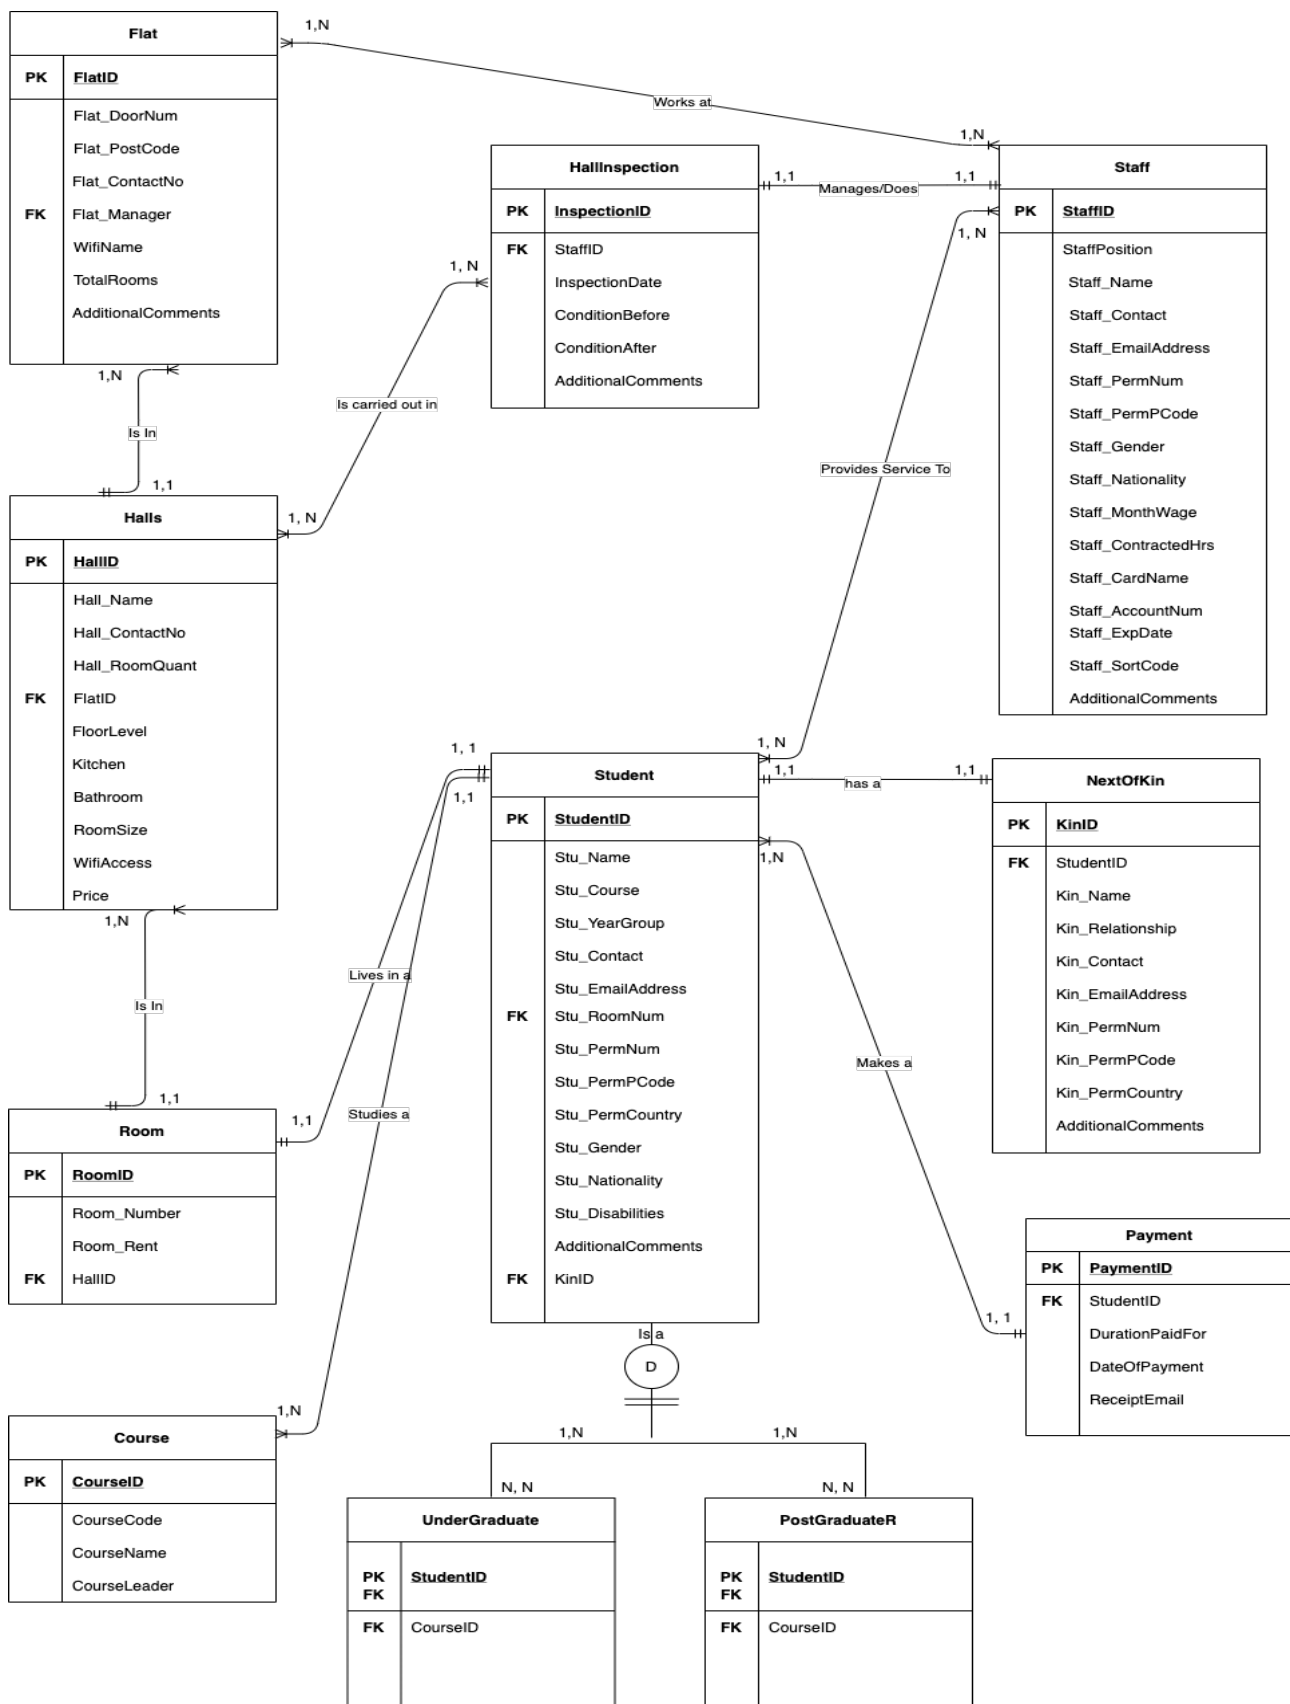 Flat
PK FlatID
Flat_DoorNum
Flat_PostCode
Flat_ContactNo
FK Flat_Manager
WifiName
TotalRooms
AdditionalComments
1,N
Works at
1,N
HallInspection
PK InspectionID
FK StaffID
InspectionDate
ConditionBefore
ConditionAfter
AdditionalComments
1,1
Manages/Does
1,1
Staff
PK StaffID
StaffPosition
Staff_Name
Staff_Contact
Staff_EmailAddress
Staff_PermNum
Staff_PermPCode
Staff_Gender
Staff_Nationality
Staff_MonthWage
Staff_ContractedHrs
Staff_CardName
Staff_AccountNum
Staff_ExpDate
Staff_SortCode
AdditionalComments
1, N
Provides Service To
1, N
1, N
Is carried out in
1, N
1,N
Is In
1,1
Halls
PK HallID
Hall_Name
Hall_ContactNo
Hall_RoomQuant
FK FlatID
FloorLevel
Kitchen
Bathroom
RoomSize
WifiAccess
Price
1,N
Is In
1,1
Room
PK RoomID
Room_Number
Room_Rent
FK HallID
1, 1
Lives in a
1,1
1,1
Studies a
1,N
Student
PK StudentID
Stu_Name
Stu_Course
Stu_YearGroup
Stu_Contact
Stu_EmailAddress
FK Stu_RoomNum
Stu_PermNum
Stu_PermPCode
Stu_PermCountry
Stu_Gender
Stu_Nationality
Stu_Disabilities
AdditionalComments
FK KinID
1,1
has a
1,1
NextOfKin
PK KinID
FK StudentID
Kin_Name
Kin_Relationship
Kin_Contact
Kin_EmailAddress
Kin_PermNum
Kin_PermPCode
Kin_PermCountry
AdditionalComments
1,N
Makes a
1, 1
Payment
PK PaymentID
FK StudentID
DurationPaidFor
DateOfPayment
ReceiptEmail
Course
PK CourseID
CourseCode
CourseName
CourseLeader
Is a
D
1,N
1,N
N, N
N, N
UnderGraduate
PK StudentID
FK
FK CourseID
PostGraduateR
PK StudentID
FK
FK CourseID